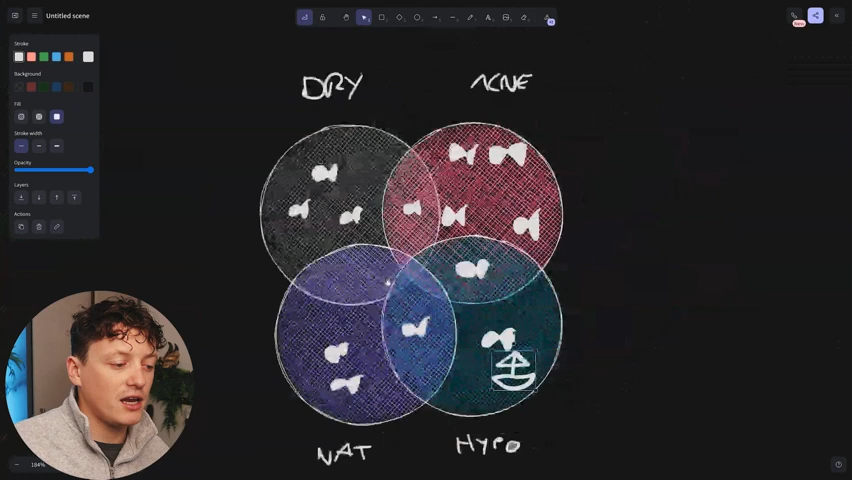 Untitled scene
Stroke
Background
Fill
Stroke width
Opacity
Layers
Actions
DRY
ACNE
NAT
HYPO
184%